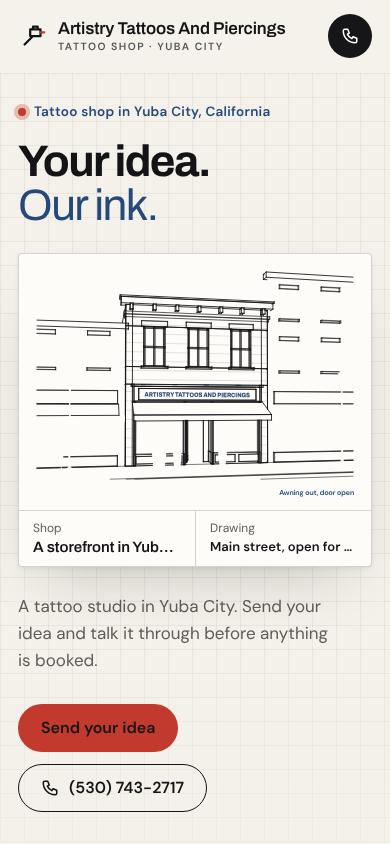 Artistry Tattoos And Piercings
TATTOO SHOP · YUBA CITY
Tattoo shop in Yuba City, California
Your idea.
Our ink.
ARTISTRY TATTOOS AND PIERCINGS
Awning out, door open
Shop
A storefront in Yub...
Drawing
Main street, open for ...
A tattoo studio in Yuba City. Send your
idea and talk it through before anything
is booked.
Send your idea
(530) 743-2717